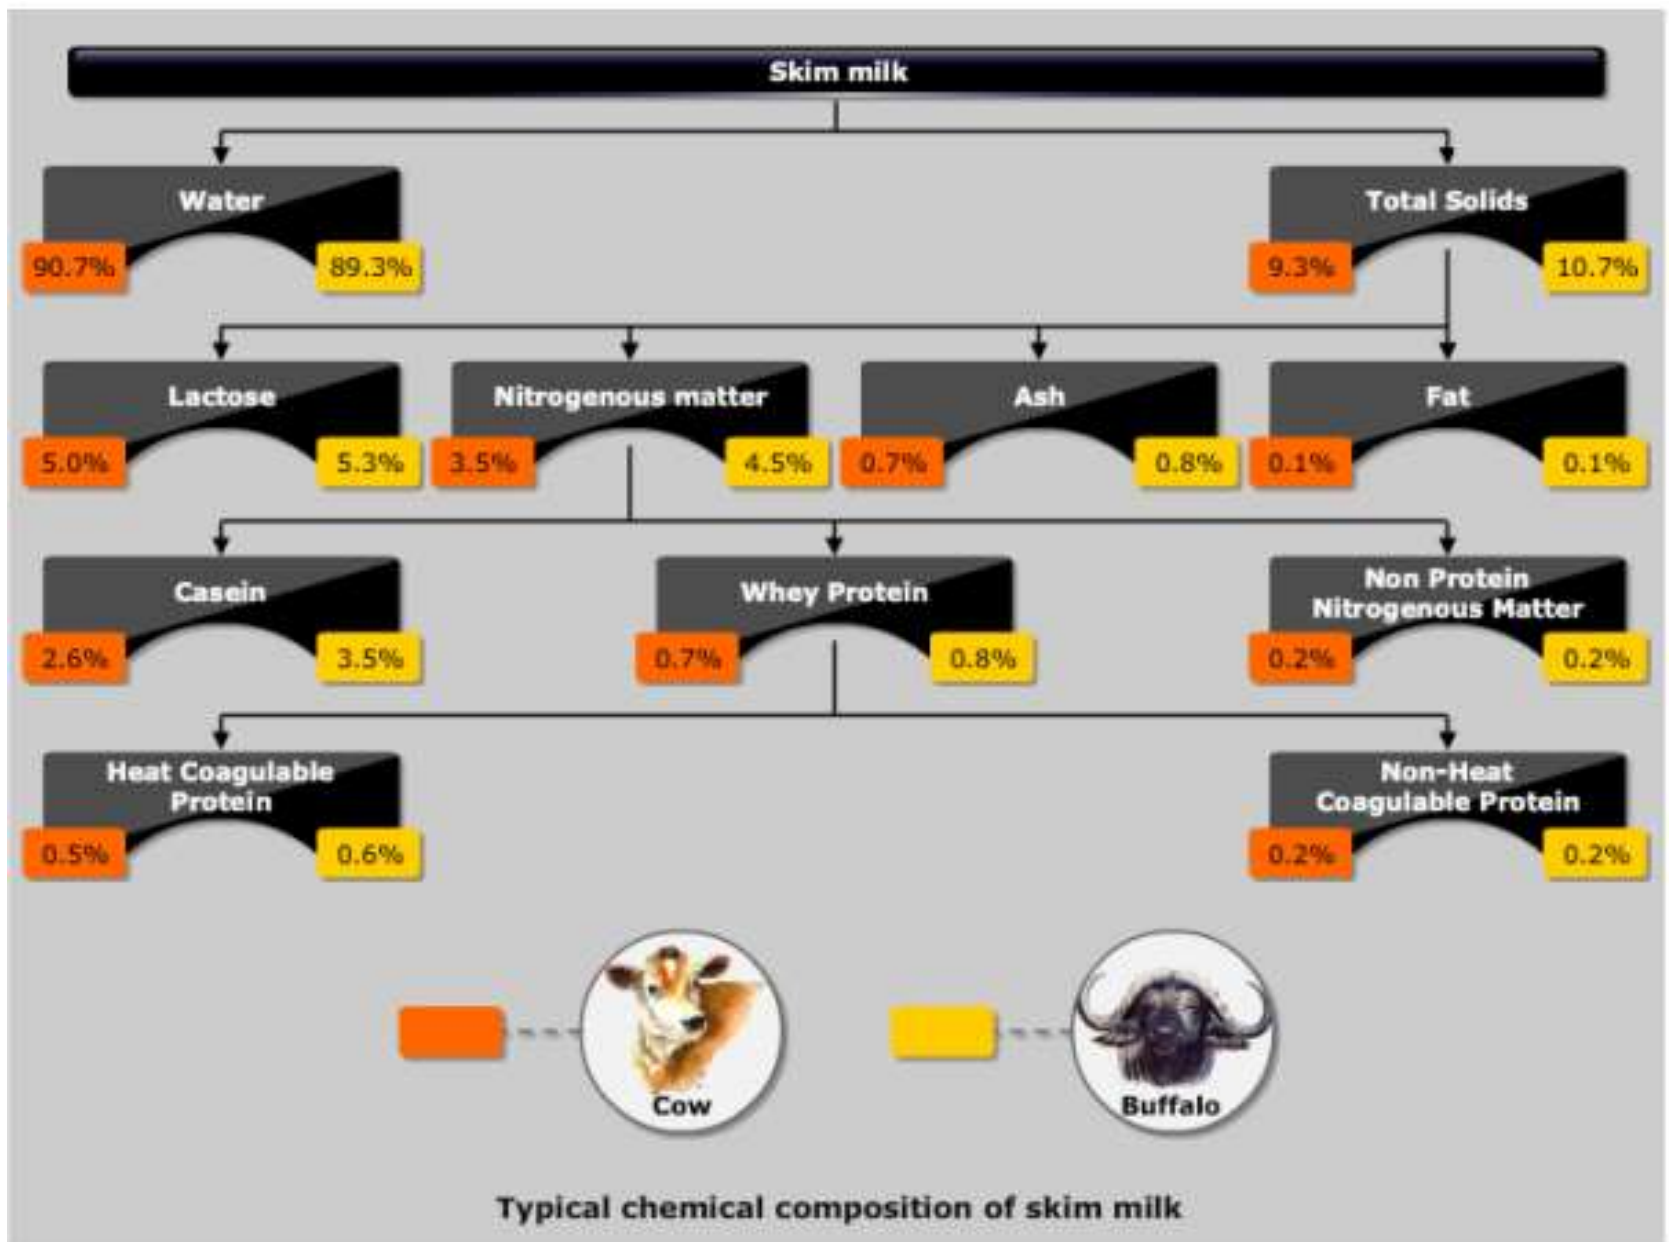 Skim milk
Water
Total Solids
90.7%
89.3%
9.3%
10.7%
Lactose
Nitrogenous matter
Ash
Fat
5.0%
5.3%
3.5%
4.5%
0.7%
0.8%
0.1%
0.1%
Casein
Whey Protein
Non Protein
Nitrogenous Matter
2.6%
3.5%
0.7%
0.8%
0.2%
0.2%
Heat Coagulable
Protein
Non-Heat
Coagulable Protein
0.5%
0.6%
0.2%
0.2%
Cow
Buffalo
Typical chemical composition of skim milk